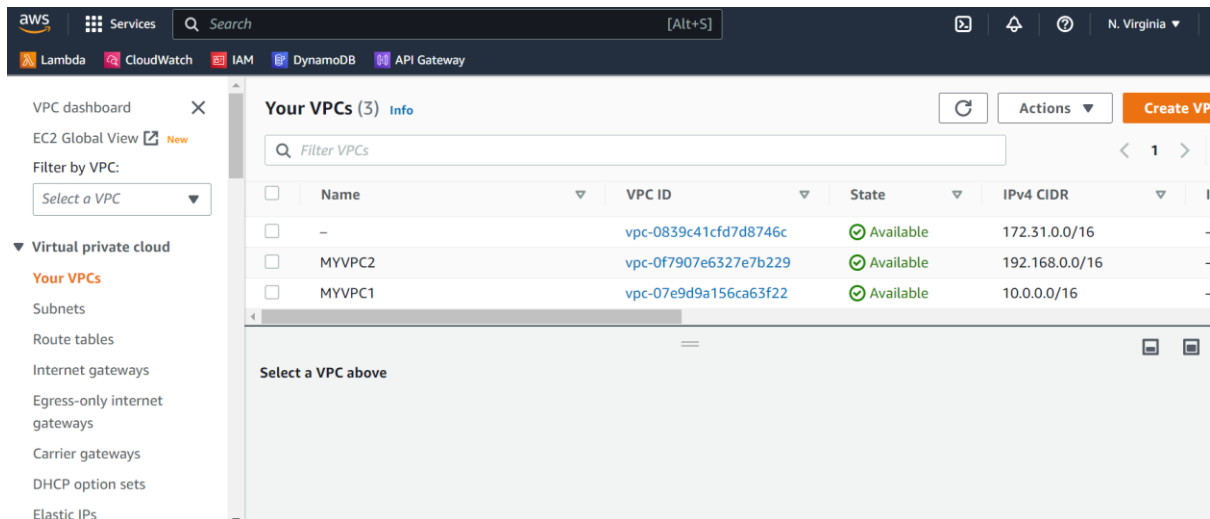 aws Services Search [Alt+S] N. Virginia
Lambda CloudWatch IAM DynamoDB API Gateway
VPC dashboard
EC2 Global View New
Filter by VPC:
Select a VPC
Virtual private cloud
Your VPCs
Subnets
Route tables
Internet gateways
Egress-only internet
gateways
Carrier gateways
DHCP option sets
Elastic IPs
Your VPCs (3) Info Actions Create VP
Filter VPCs 1
Name VPC ID State IPv4 CIDR
– vpc-0839c41cfd7d8746c Available 172.31.0.0/16 –
MYVPC2 vpc-0f7907e6327e7b229 Available 192.168.0.0/16 –
MYVPC1 vpc-07e9d9a156ca63f22 Available 10.0.0.0/16 –
Select a VPC above